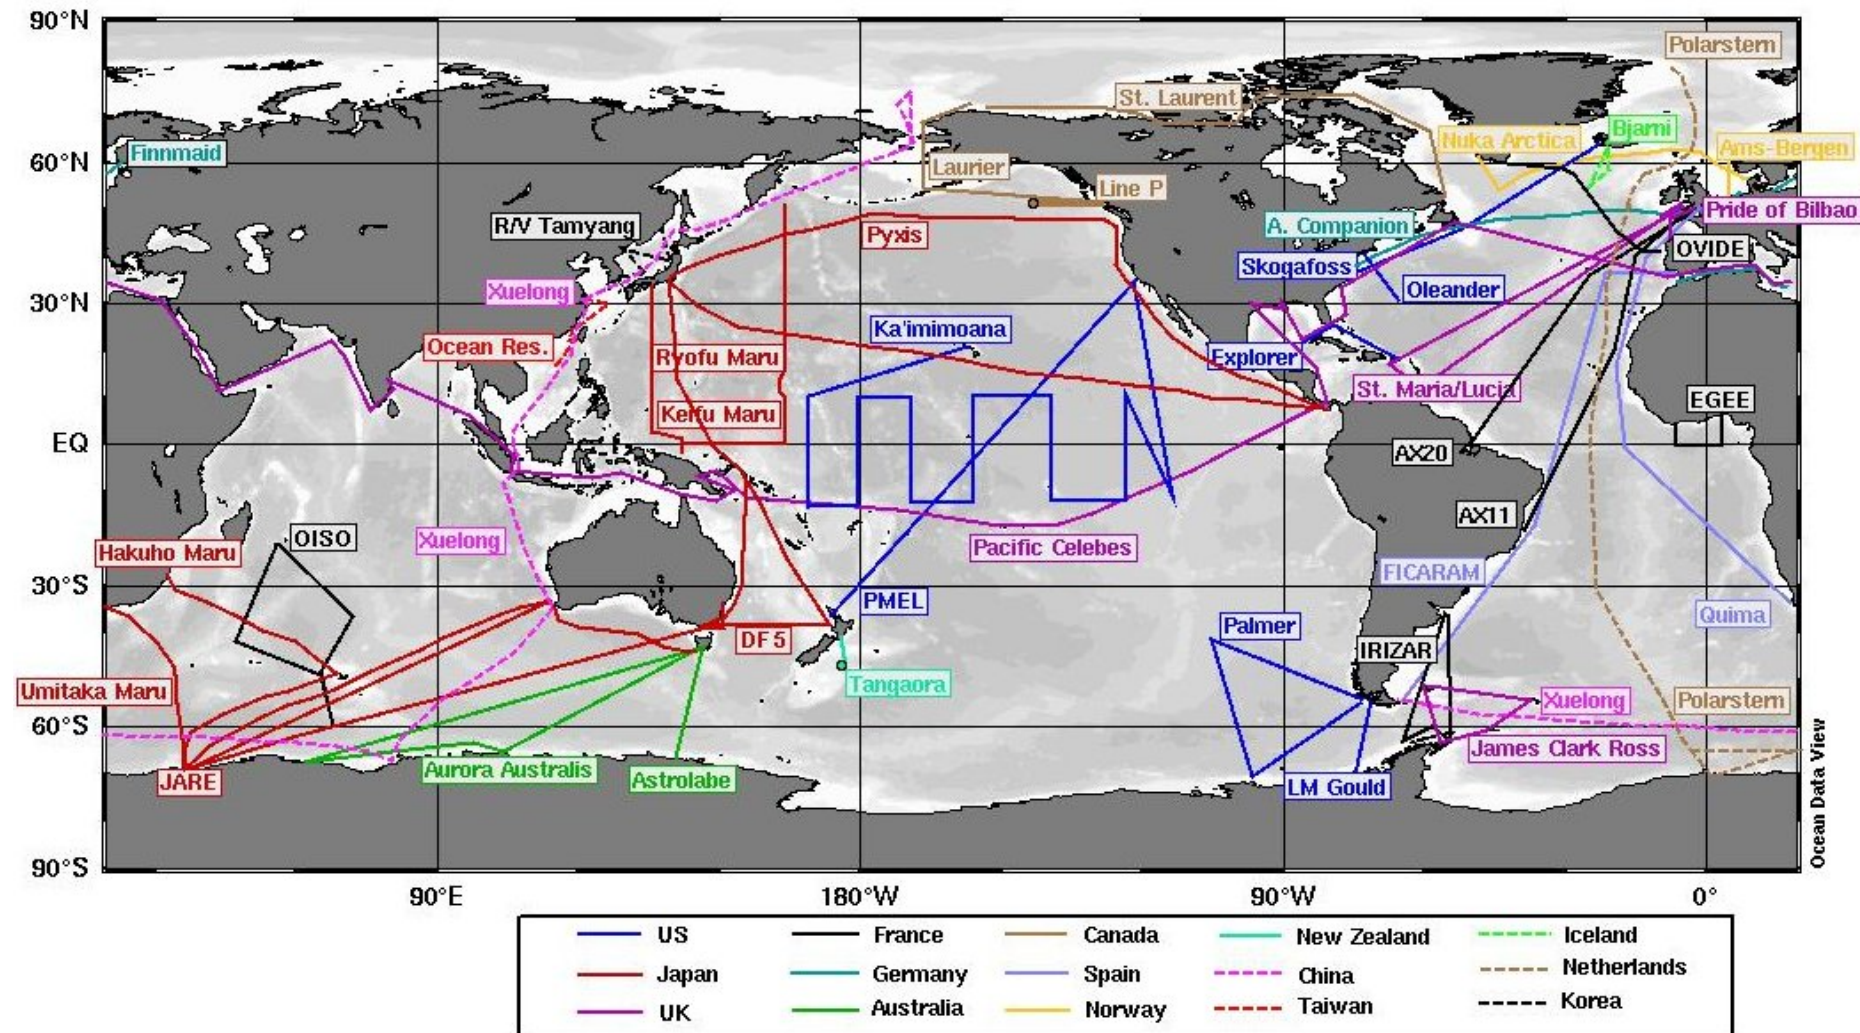 90°N
60°N
30°N
EQ
30°S
60°S
90°S
90°E
180°W
90°W
0°
Polarstern
St. Laurent
Nuka Arctica
Bjarni
Ams-Bergen
Finnmaid
Laurier
Line P
R/V Tamyang
Pyxis
A. Companion
Pride of Bilbao
OVIDE
Skogafoss
Oleander
Xuelong
Ocean Res.
Ka'imimoana
Ryofu Maru
Explorer
St. Maria/Lucia
Keifu Maru
EGEE
AX20
AX11
OISO
Hakuho Maru
Xuelong
Pacific Celebes
FICARAM
PMEL
Quima
DF5
Palmer
IRIZAR
Tangaora
Umitaka Maru
Xuelong
Polarstern
James Clark Ross
JARE
Aurora Australis
Astrolabe
LM Gould
Ocean Data View
US
France
Canada
New Zealand
Iceland
Japan
Germany
Spain
China
Netherlands
UK
Australia
Norway
Taiwan
Korea